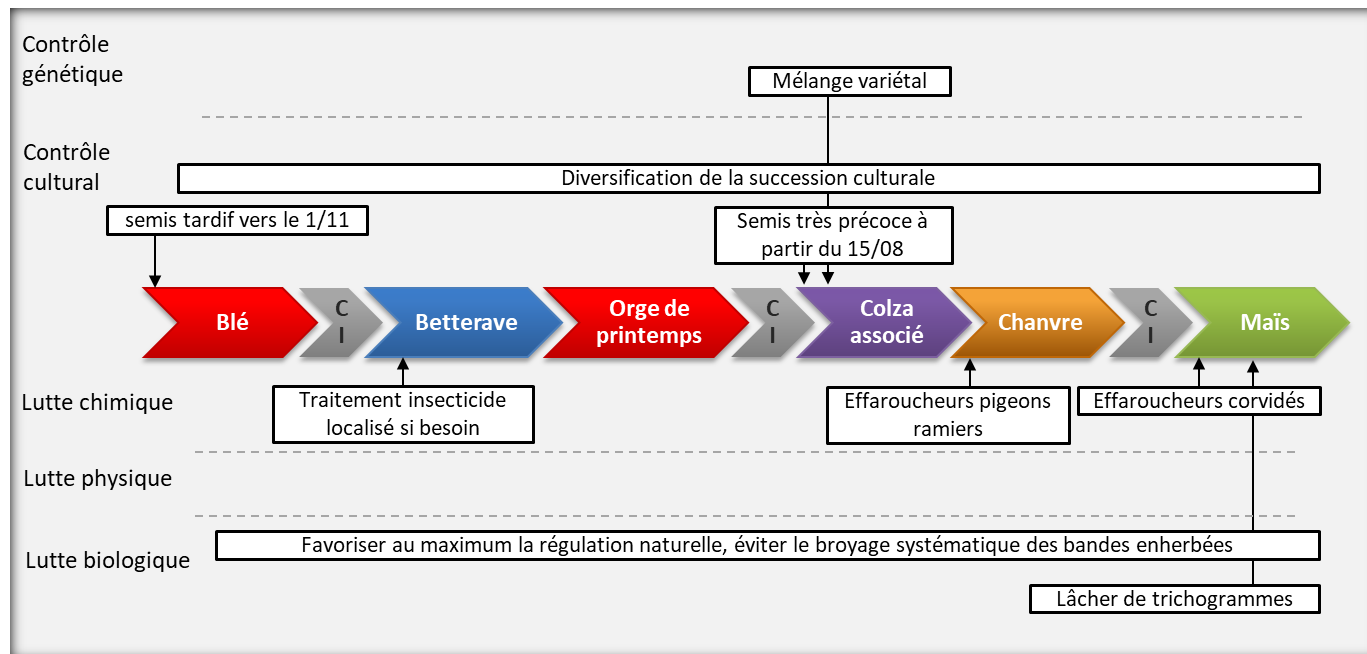 Contrôle
génétique
Mélange variétal
Contrôle
cultural
Diversification de la succession culturale
semis tardif vers le 1/11
Semis très précoce à
partir du 15/08
Blé
C
I
Betterave
Orge de
printemps
C
I
Colza
associé
Chanvre
C
I
Maïs
Lutte chimique
Traitement insecticide
localisé si besoin
Effaroucheurs pigeons
ramiers
Effaroucheurs corvidés
Lutte physique
Lutte biologique
Favoriser au maximum la régulation naturelle, éviter le broyage systématique des bandes enherbées
Lâcher de trichogrammes